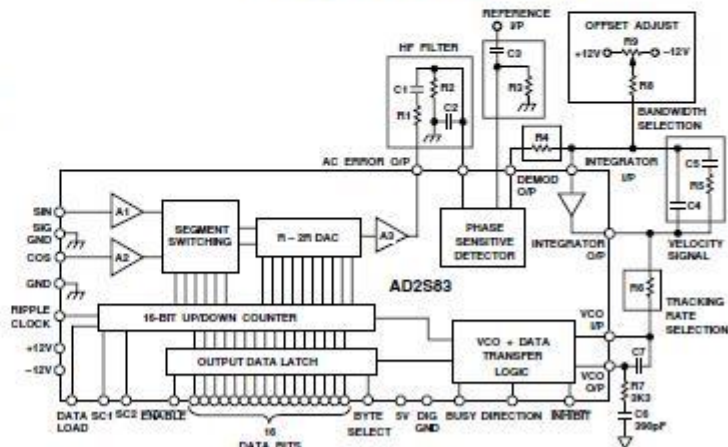 REFERENCE
I/P
OFFSET ADJUST
R9
+12V
–12V
R8
HF FILTER
C3
R3
C1
R2
C2
R1
BANDWIDTH
SELECTION
R4
C5
R5
C4
AC ERROR O/P
DEMOD
O/P
INTEGRATOR
I/P
SIN
SIG
GND
COS
GND
A1
A2
SEGMENT
SWITCHING
R – 2R DAC
A3
PHASE
SENSITIVE
DETECTOR
INTEGRATOR
O/P
VELOCITY
SIGNAL
AD2S83
R6
TRACKING
RATE
SELECTION
RIPPLE
CLOCK
16-BIT UP/DOWN COUNTER
VCO + DATA
TRANSFER
LOGIC
VCO
I/P
+12V
–12V
OUTPUT DATA LATCH
C7
VCO
O/P
R7
3K3
C6
390pF
DATA
LOAD
SC1
SC2
ENABLE
16
DATA BITS
BYTE
SELECT
5V
DIG
GND
BUSY
DIRECTION
INHIBIT